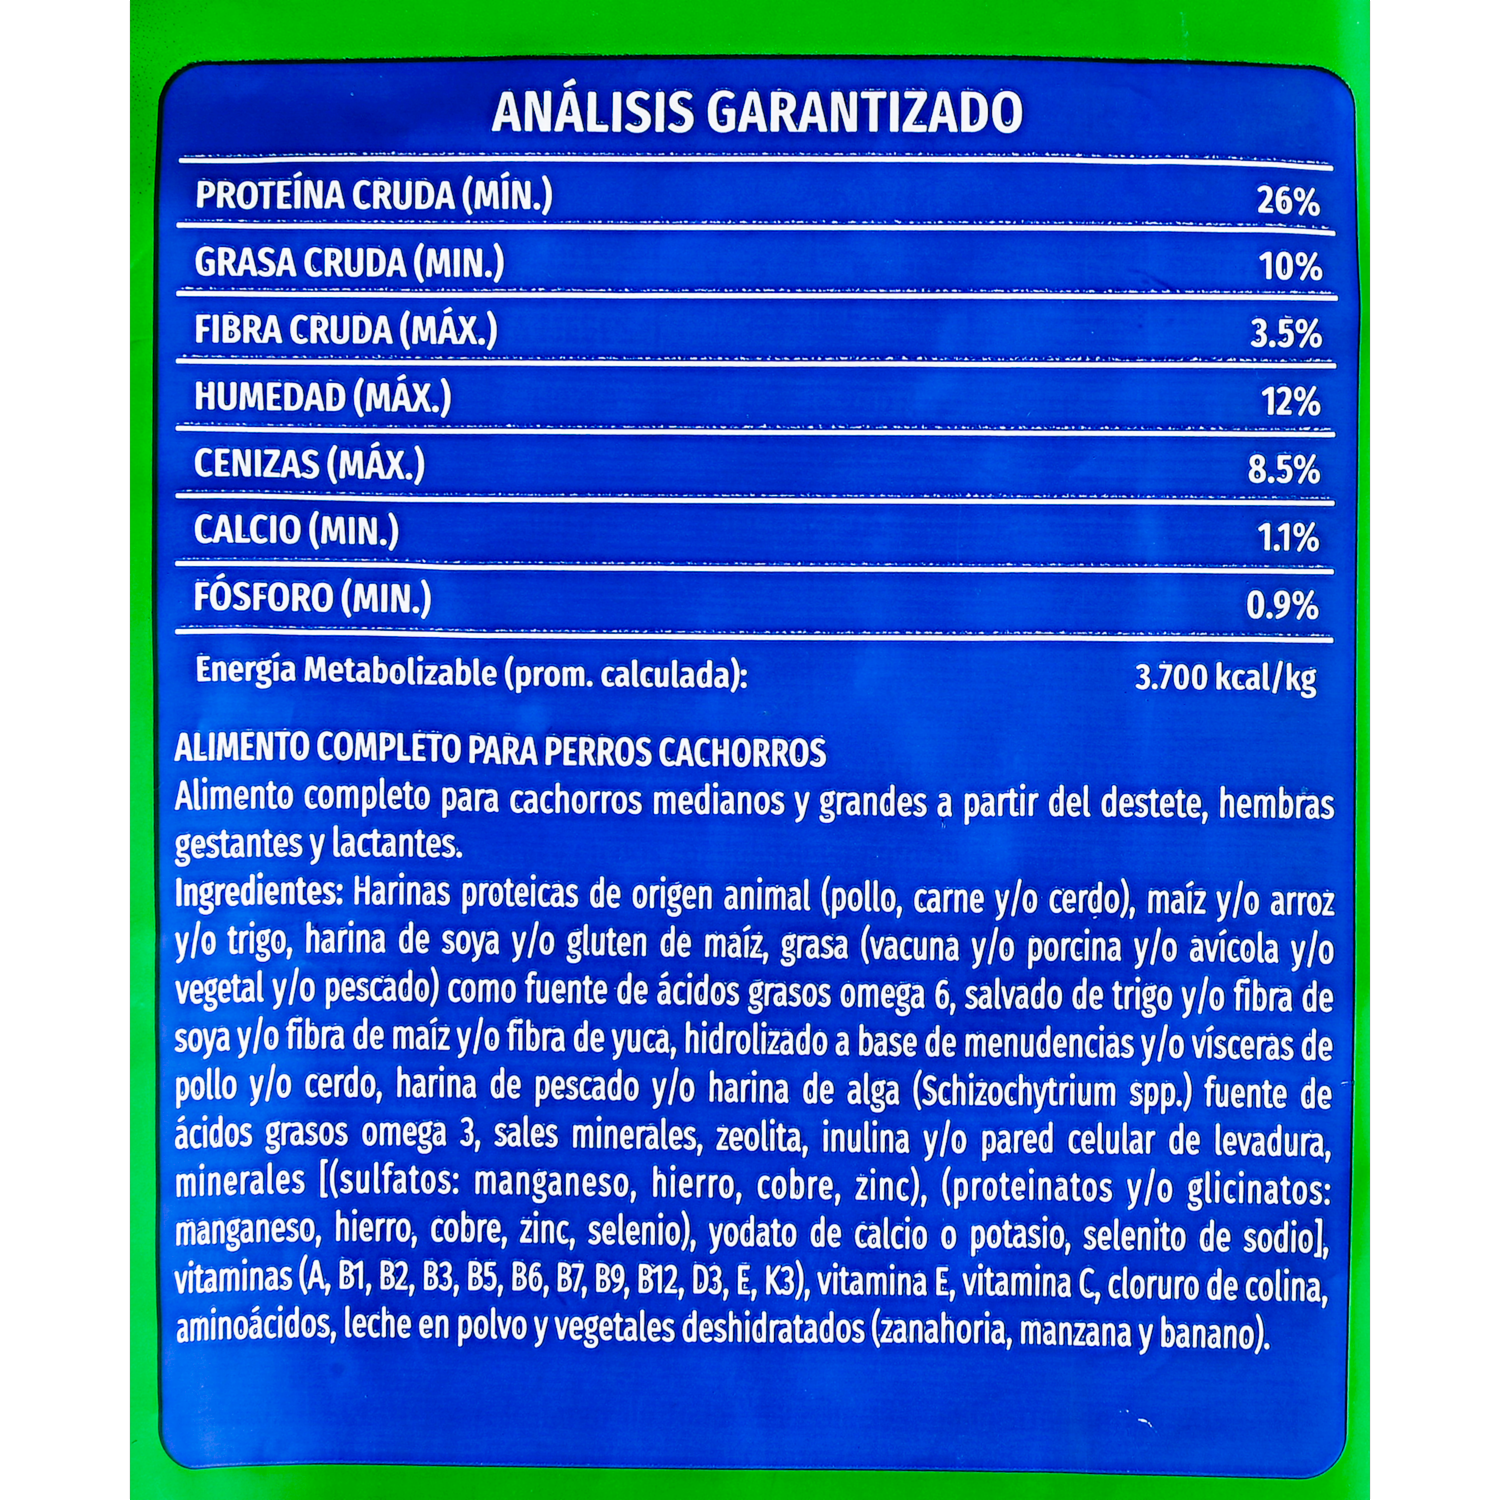 ANÁLISIS GARANTIZADO
PROTEÍNA CRUDA (MÍN.) 26%
GRASA CRUDA (MIN.) 10%
FIBRA CRUDA (MÁX.) 3.5%
HUMEDAD (MÁX.) 12%
CENIZAS (MÁX.) 8.5%
CALCIO (MIN.) 1.1%
FÓSFORO (MIN.) 0.9%
Energía Metabolizable (prom. calculada): 3.700 kcal/kg
ALIMENTO COMPLETO PARA PERROS CACHORROS
Alimento completo para cachorros medianos y grandes a partir del destete, hembras
gestantes y lactantes.
Ingredientes: Harinas proteicas de origen animal (pollo, carne y/o cerdo), maíz y/o arroz
y/o trigo, harina de soya y/o gluten de maíz, grasa (vacuna y/o porcina y/o avícola y/o
vegetal y/o pescado) como fuente de ácidos grasos omega 6, salvado de trigo y/o fibra de
soya y/o fibra de maíz y/o fibra de yuca, hidrolizado a base de menudencias y/o vísceras de
pollo y/o cerdo, harina de pescado y/o harina de alga (Schizochytrium spp.) fuente de
ácidos grasos omega 3, sales minerales, zeolita, inulina y/o pared celular de levadura,
minerales [(sulfatos: manganeso, hierro, cobre, zinc), (proteinatos y/o glicinatos:
manganeso, hierro, cobre, zinc, selenio), yodato de calcio o potasio, selenito de sodio],
vitaminas (A, B1, B2, B3, B5, B6, B7, B9, B12, D3, E, K3), vitamina E, vitamina C, cloruro de colina,
aminoácidos, leche en polvo y vegetales deshidratados (zanahoria, manzana y banano).